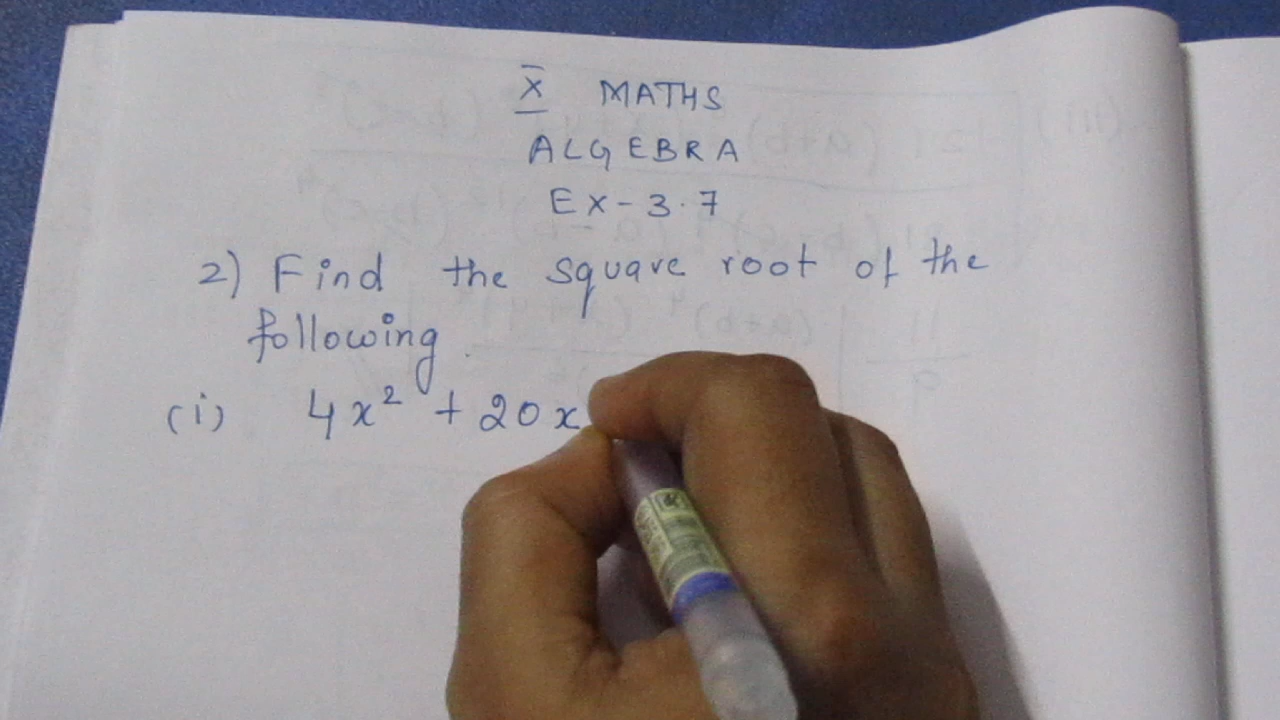 X MATHS
ALGEBRA
EX-3.7
2) Find the square root of the
following
(i) 4x² + 20x